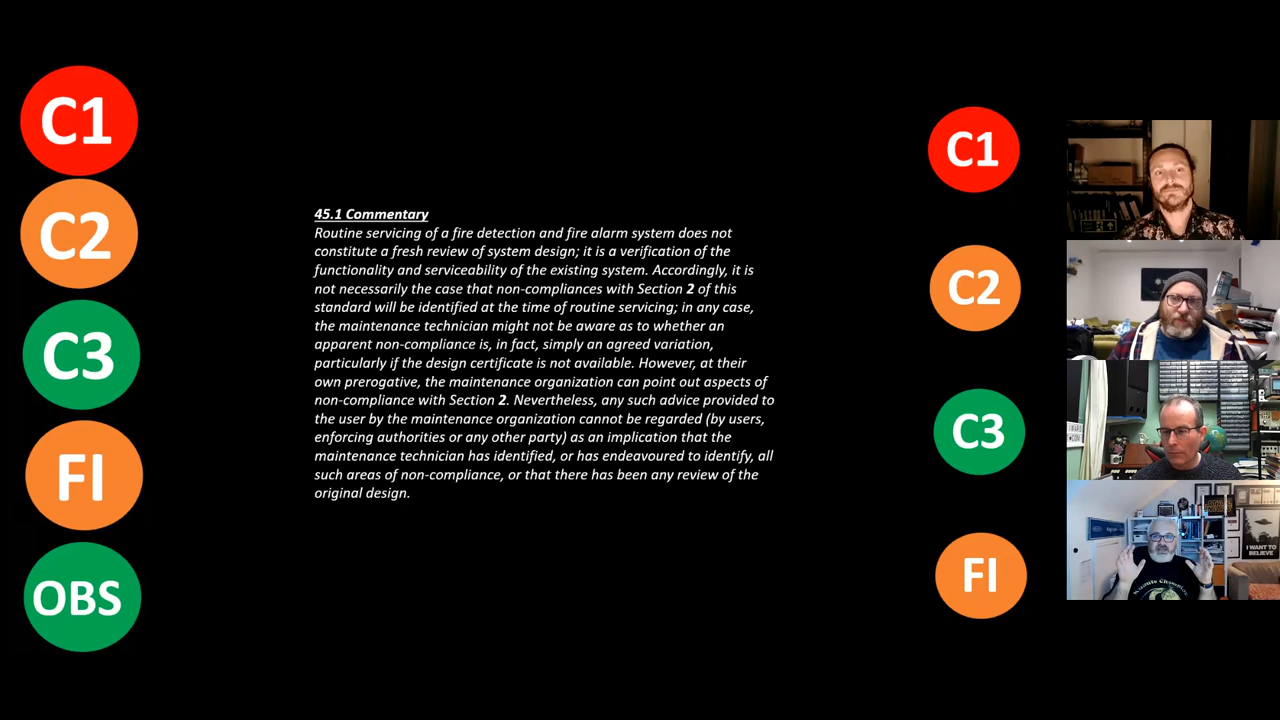 C1
C2
C3
FI
OBS
45.1 Commentary
Routine servicing of a fire detection and fire alarm system does not
constitute a fresh review of system design; it is a verification of the
functionality and serviceability of the existing system. Accordingly, it is
not necessarily the case that non-compliances with Section 2 of this
standard will be identified at the time of routine servicing; in any case,
the maintenance technician might not be aware as to whether an
apparent non-compliance is, in fact, simply an agreed variation,
particularly if the design certificate is not available. However, at their
own prerogative, the maintenance organization can point out aspects of
non-compliance with Section 2. Nevertheless, any such advice provided to
the user by the maintenance organization cannot be regarded (by users,
enforcing authorities or any other party) as an implication that the
maintenance technician has identified, or has endeavoured to identify, all
such areas of non-compliance, or that there has been any review of the
original design.
C1
C2
C3
FI
I WANT TO
BELIEVE